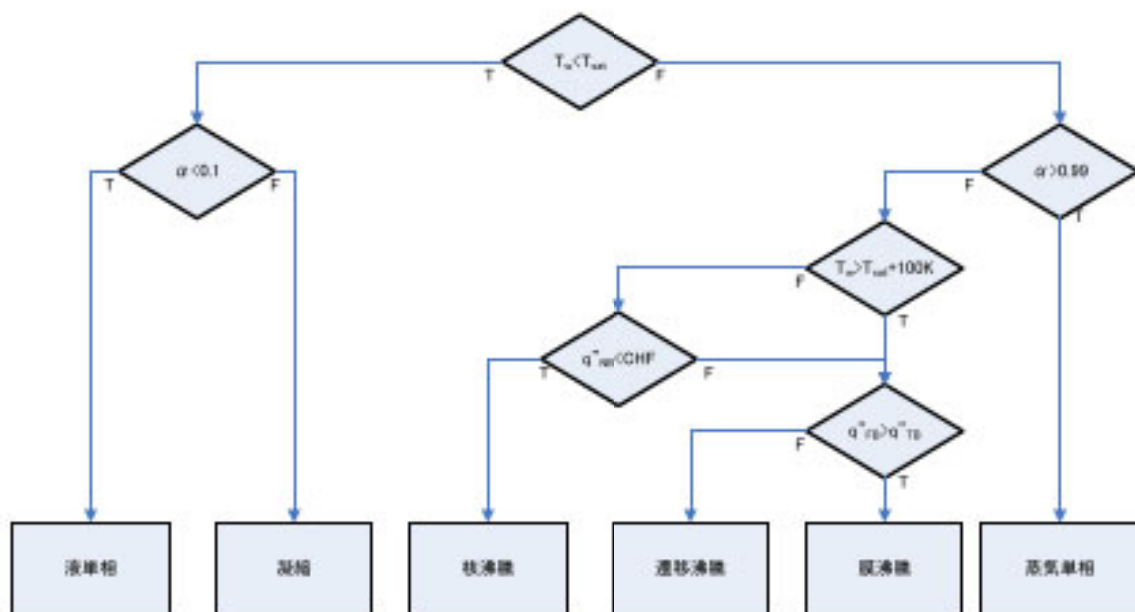 Tw<Tsat
T
F
α<0.1
T
F
α>0.99
F
T
Tw>Tsat+100K
F
T
q"NB<CHF
T
F
q"FB>q"TB
F
T
液単相
凝縮
核沸騰
遷移沸騰
膜沸騰
蒸気単相